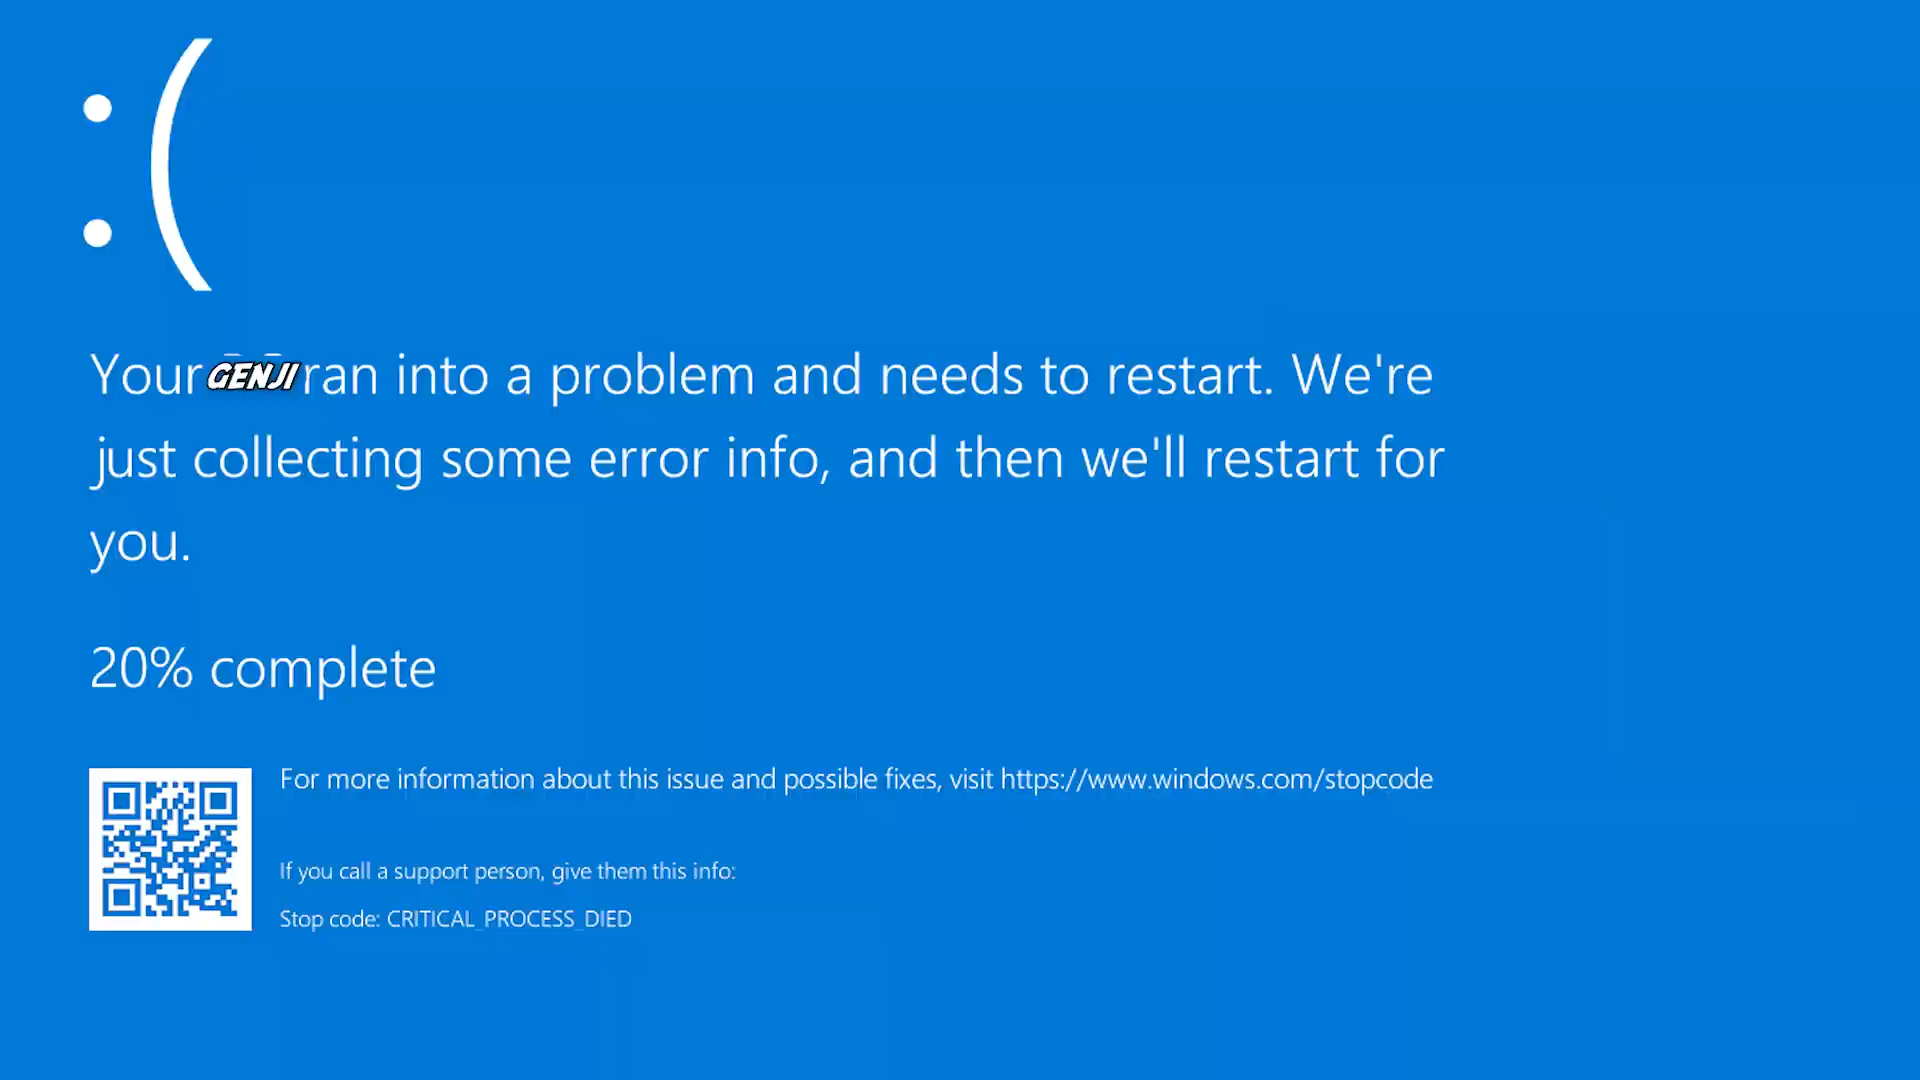 :(
Your GENJI ran into a problem and needs to restart. We're
just collecting some error info, and then we'll restart for
you.
20% complete
For more information about this issue and possible fixes, visit https://www.windows.com/stopcode
If you call a support person, give them this info:
Stop code: CRITICAL_PROCESS_DIED